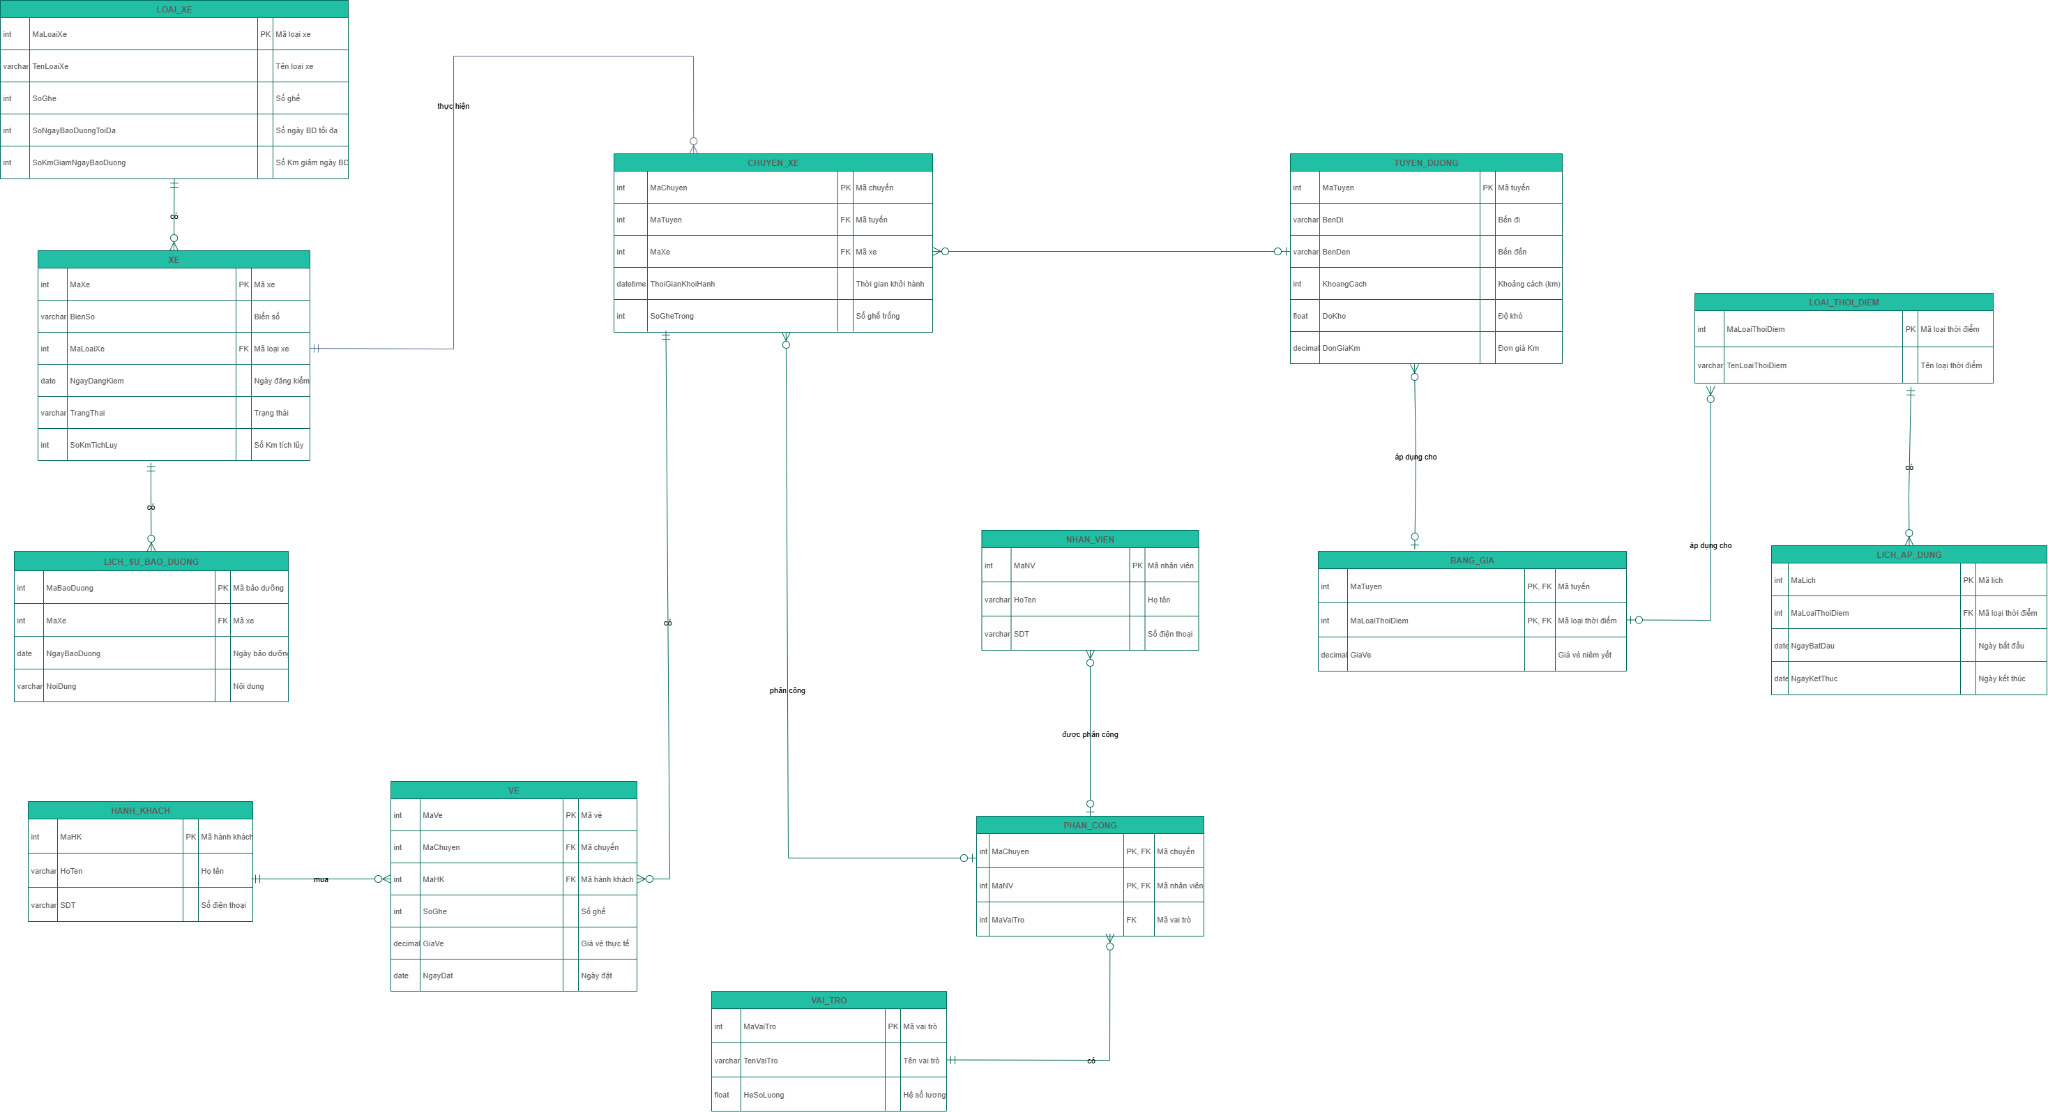 LOAI_XE
int MaLoaiXe PK Mã loại xe
varchar TenLoaiXe Tên loại xe
int SoGhe Số ghế
int SoNgayBaoDuongToiDa Số ngày BD tối đa
int SoKmGiamNgayBaoDuong Số Km giảm ngày BD
có
XE
int MaXe PK Mã xe
varchar BienSo Biển số
int MaLoaiXe FK Mã loại xe
date NgayDangKiem Ngày đăng kiểm
varchar TrangThai Trạng thái
int SoKmTichLuy Số Km tích lũy
có
LICH_SU_BAO_DUONG
int MaBaoDuong PK Mã bảo dưỡng
int MaXe FK Mã xe
date NgayBaoDuong Ngày bảo dưỡn
varchar NoiDung Nội dung
thực hiện
CHUYEN_XE
int MaChuyen PK Mã chuyến
int MaTuyen FK Mã tuyến
int MaXe FK Mã xe
datetime ThoiGianKhoiHanh Thời gian khởi hành
int SoGheTrong Số ghế trống
TUYEN_DUONG
int MaTuyen PK Mã tuyến
varchar BenDi Bến đi
varchar BenDen Bến đến
int KhoangCach Khoảng cách (km)
float DoKho Độ khó
decimal DonGiaKm Đơn giá Km
LOAI_THOI_DIEM
int MaLoaiThoiDiem PK Mã loại thời điểm
varchar TenLoaiThoiDiem Tên loại thời điểm
áp dụng cho
có
áp dụng cho
NHAN_VIEN
int MaNV PK Mã nhân viên
varchar HoTen Họ tên
varchar SDT Số điện thoại
BANG_GIA
int MaTuyen PK, FK Mã tuyến
int MaLoaiThoiDiem PK, FK Mã loại thời điểm
decimal GiaVe Giá vé niêm yết
LICH_AP_DUNG
int MaLich PK Mã lịch
int MaLoaiThoiDiem FK Mã loại thời điểm
date NgayBatDau Ngày bắt đầu
date NgayKetThuc Ngày kết thúc
có
phân công
được phân công
HANH_KHACH
int MaHK PK Mã hành khách
varchar HoTen Họ tên
varchar SDT Số điện thoại
mua
VE
int MaVe PK Mã vé
int MaChuyen FK Mã chuyến
int MaHK FK Mã hành khách
int SoGhe Số ghế
decimal GiaVe Giá vé thực tế
date NgayDat Ngày đặt
PHAN_CONG
int MaChuyen PK, FK Mã chuyến
int MaNV PK, FK Mã nhân viên
int MaVaiTro FK Mã vai trò
VAI_TRO
int MaVaiTro PK Mã vai trò
varchar TenVaiTro Tên vai trò
float HeSoLuong Hệ số lương
có